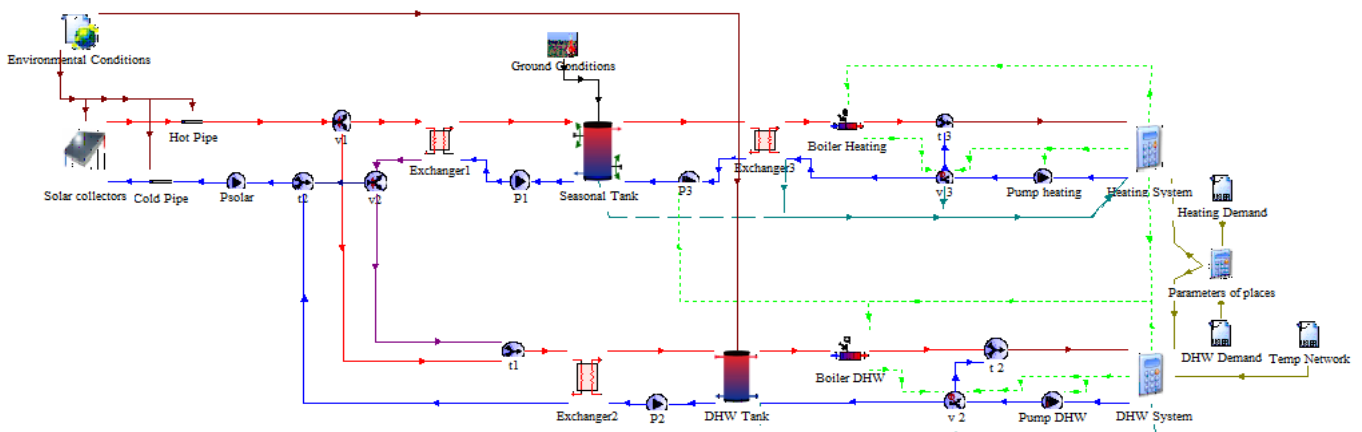 Environmental Conditions
Ground Conditions
Hot Pipe
v1
Exchanger1
Boiler Heating
t 3
Exchanger3
Solar collectors
Cold Pipe
Psolar
t2
v2
P1
Seasonal Tank
P3
v 3
Pump heating
Heating System
Heating Demand
Parameters of places
t1
Boiler DHW
t 2
DHW Demand
Temp Network
Exchanger2
P2
DHW Tank
v 2
Pump DHW
DHW System